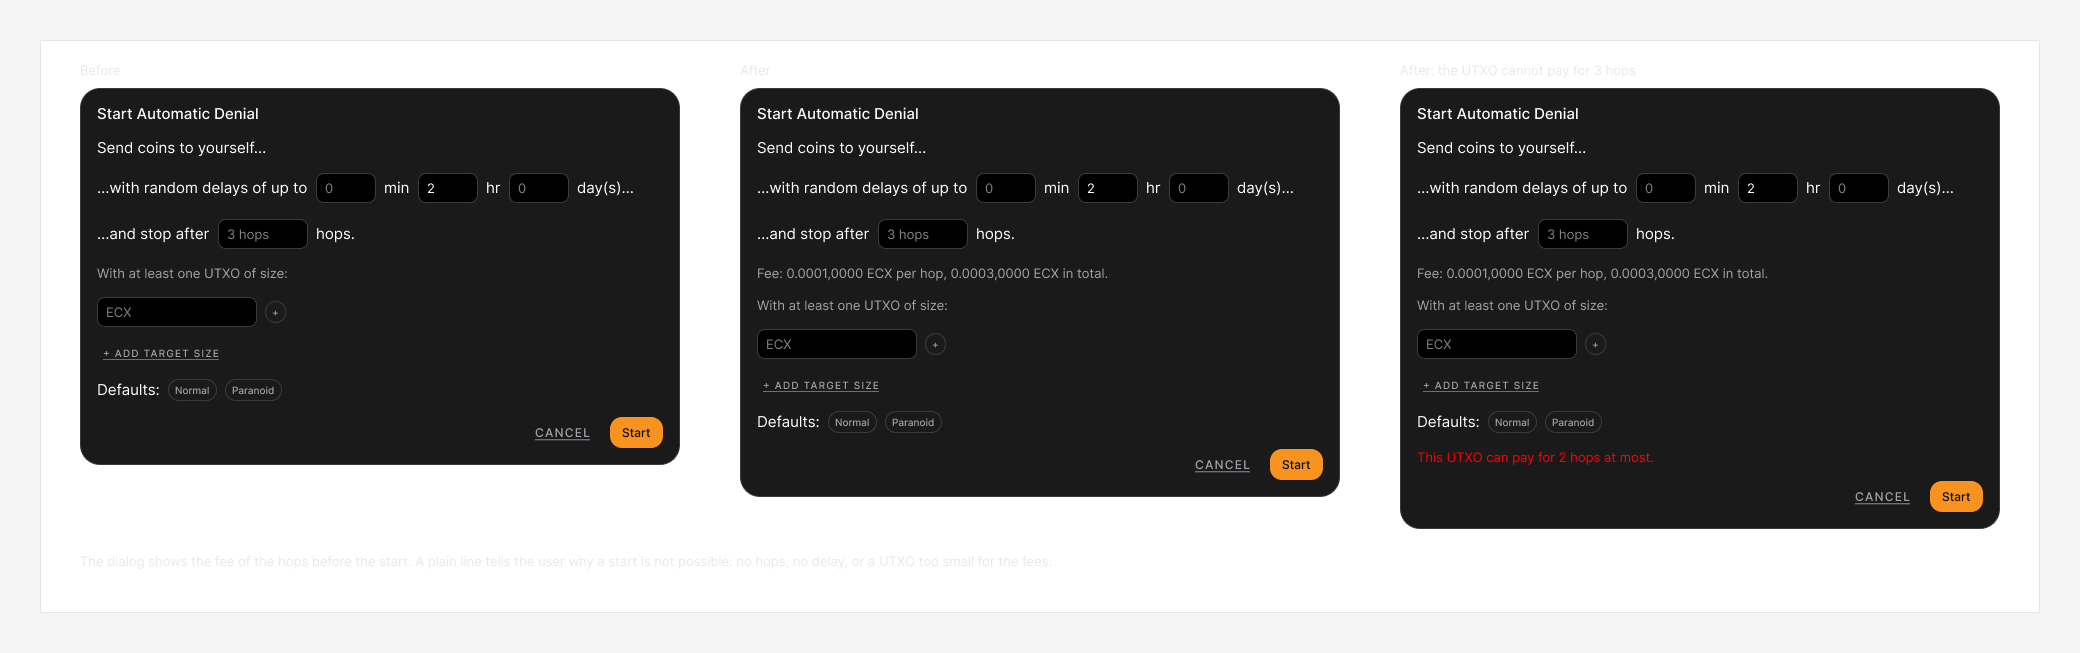 Before
Start Automatic Denial
Send coins to yourself...
...with random delays of up to 0 min 2 hr 0 day(s)...
...and stop after 3 hops hops.
With at least one UTXO of size:
ECX +
+ ADD TARGET SIZE
Defaults: Normal Paranoid
CANCEL Start
After
Start Automatic Denial
Send coins to yourself...
...with random delays of up to 0 min 2 hr 0 day(s)...
...and stop after 3 hops hops.
Fee: 0.0001,0000 ECX per hop, 0.0003,0000 ECX in total.
With at least one UTXO of size:
ECX +
+ ADD TARGET SIZE
Defaults: Normal Paranoid
CANCEL Start
After: the UTXO cannot pay for 3 hops
Start Automatic Denial
Send coins to yourself...
...with random delays of up to 0 min 2 hr 0 day(s)...
...and stop after 3 hops hops.
Fee: 0.0001,0000 ECX per hop, 0.0003,0000 ECX in total.
With at least one UTXO of size:
ECX +
+ ADD TARGET SIZE
Defaults: Normal Paranoid
This UTXO can pay for 2 hops at most.
CANCEL Start
The dialog shows the fee of the hops before the start. A plain line tells the user why a start is not possible: no hops, no delay, or a UTXO too small for the fees.